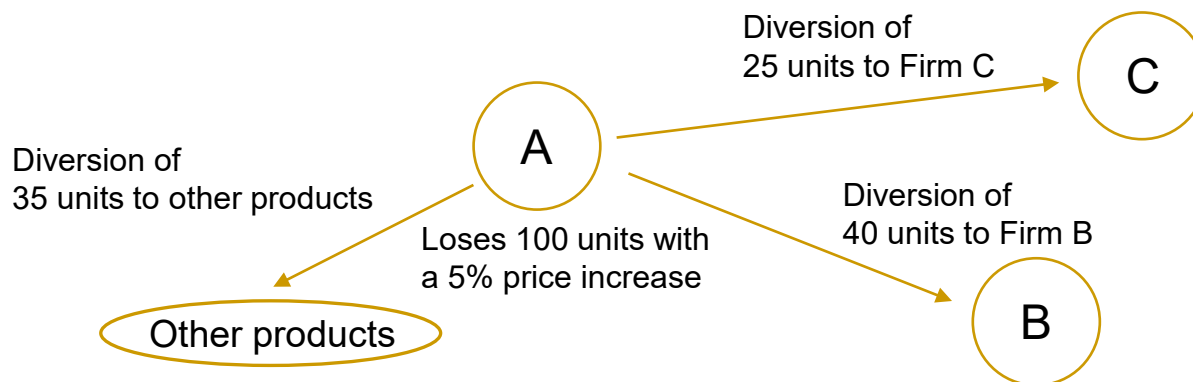 Diversion of
25 units to Firm C
C
A
Diversion of
35 units to other products
Diversion of
40 units to Firm B
Loses 100 units with
a 5% price increase
Other products
B